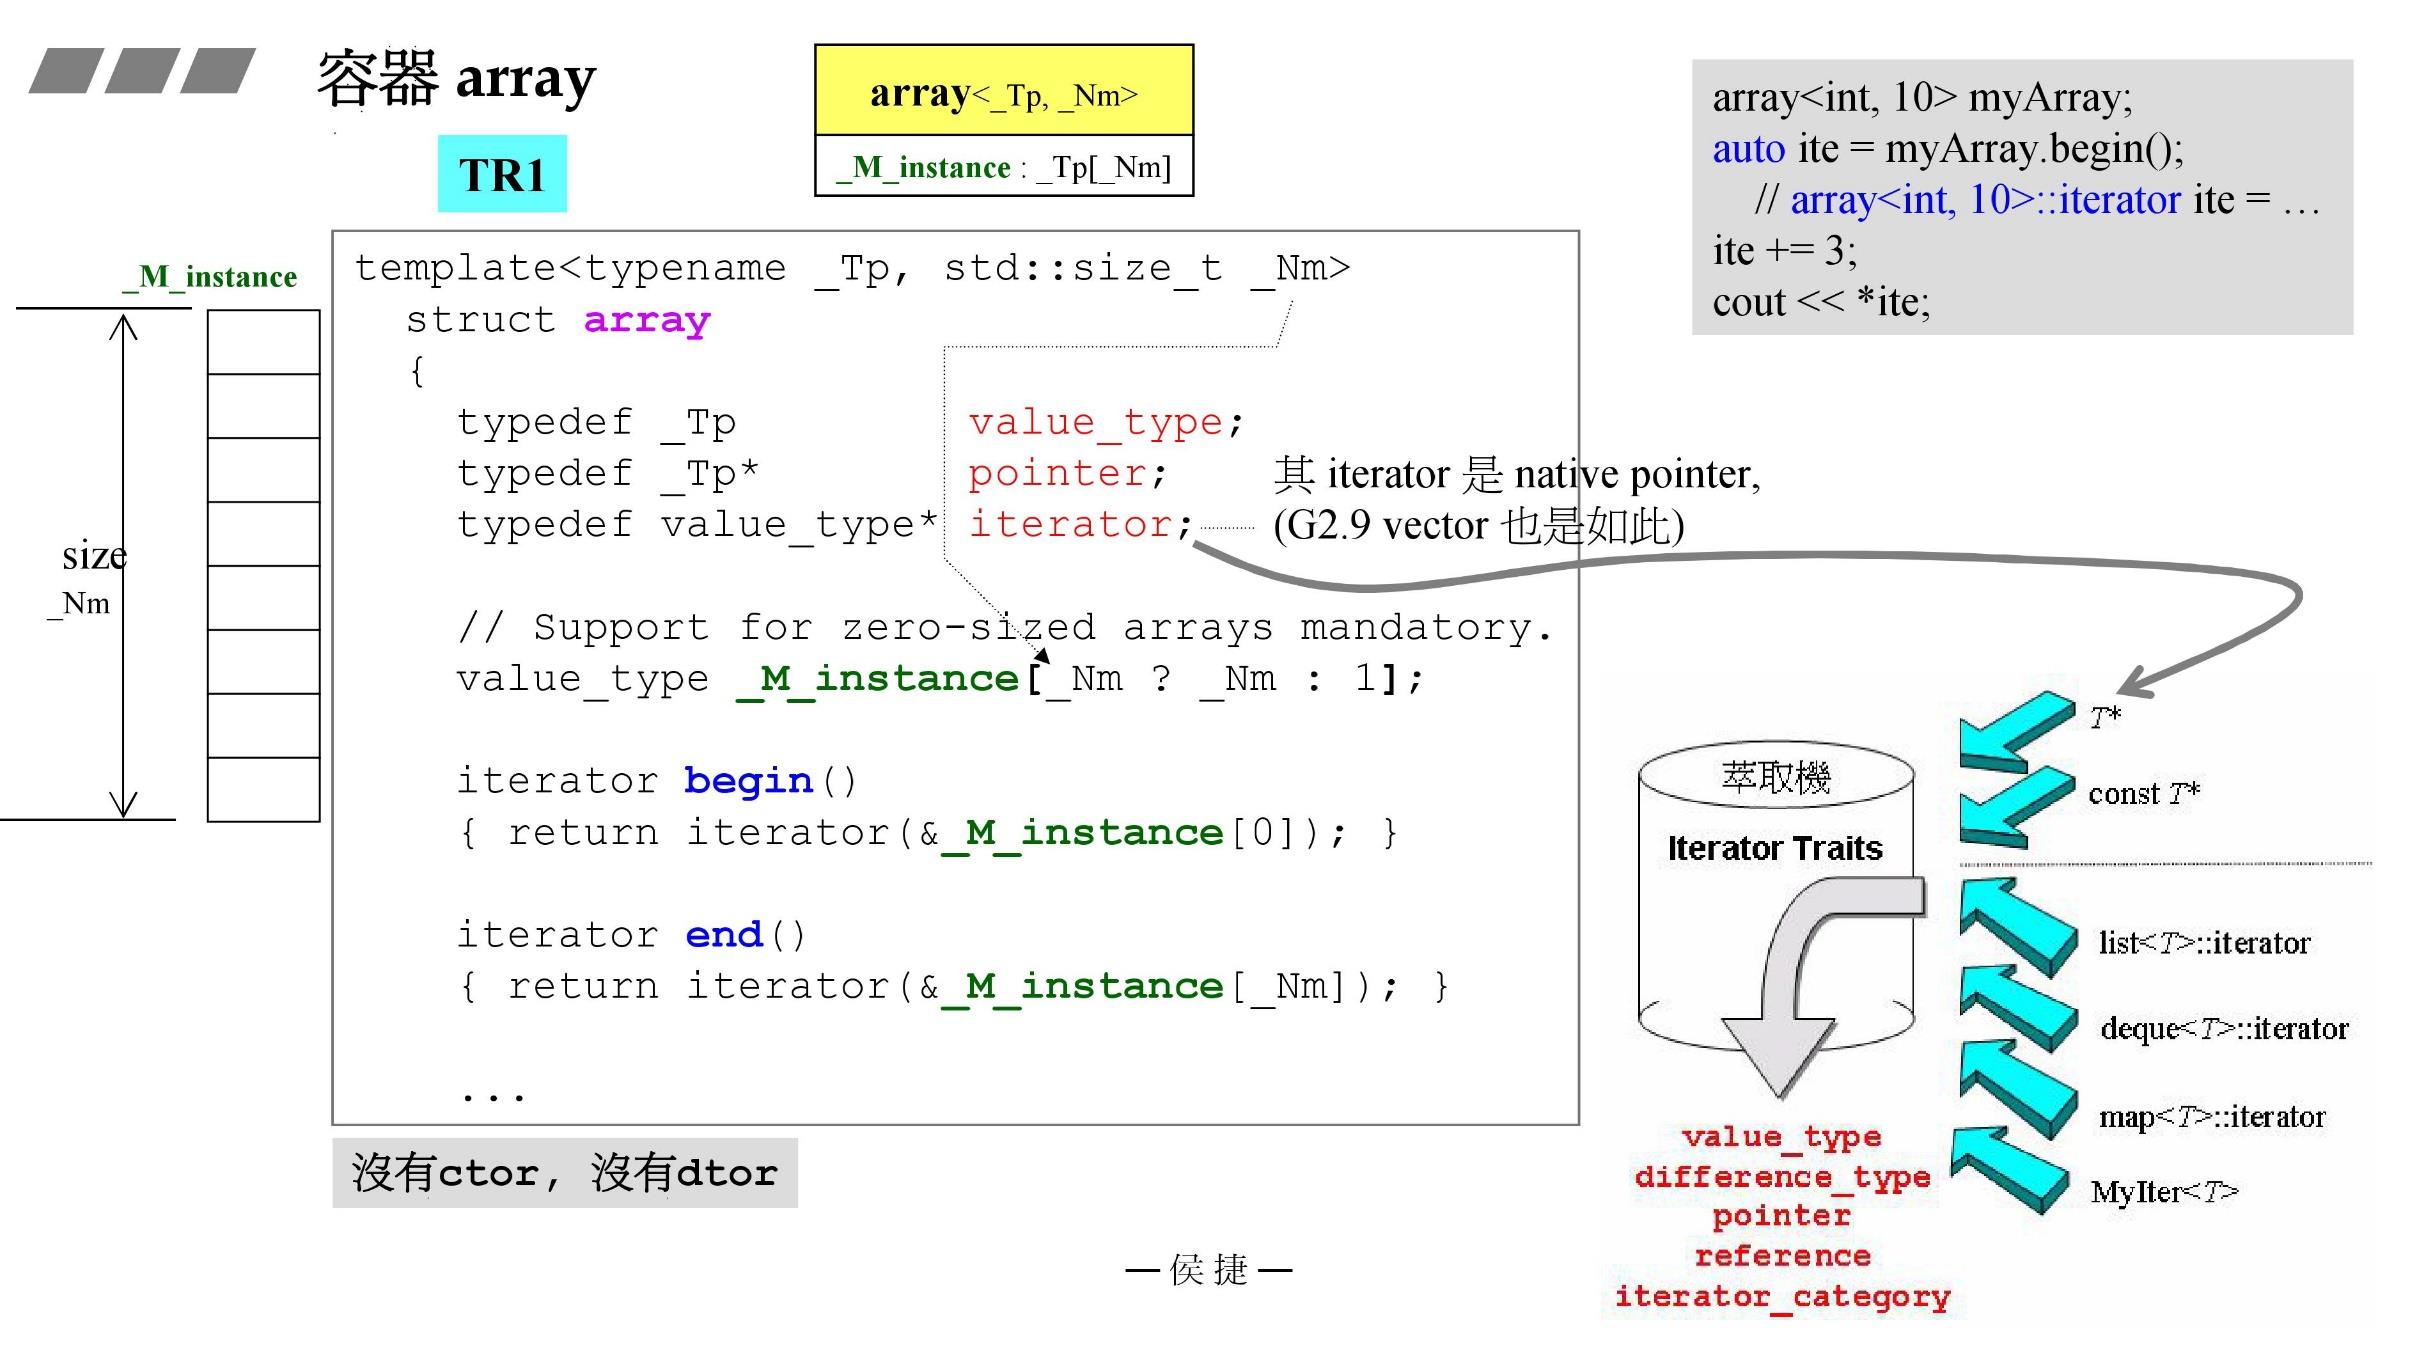 容器 array
TR1
array<_Tp, _Nm>
_M_instance : _Tp[_Nm]
array<int, 10> myArray;
auto ite = myArray.begin();
// array<int, 10>::iterator ite = …
ite += 3;
cout << *ite;
_M_instance
size
_Nm
template<typename _Tp, std::size_t _Nm>
struct array
{
typedef _Tp value_type;
typedef _Tp* pointer;
typedef value_type* iterator;
其 iterator 是 native pointer,
(G2.9 vector 也是如此)
// Support for zero-sized arrays mandatory.
value_type _M_instance[_Nm ? _Nm : 1];
iterator begin()
{ return iterator(&_M_instance[0]); }
iterator end()
{ return iterator(&_M_instance[_Nm]); }
...
沒有ctor, 沒有dtor
萃取機
Iterator Traits
T*
const T*
list<T>::iterator
deque<T>::iterator
map<T>::iterator
MyIter<T>
value_type
difference_type
pointer
reference
iterator_category
— 侯 捷 —